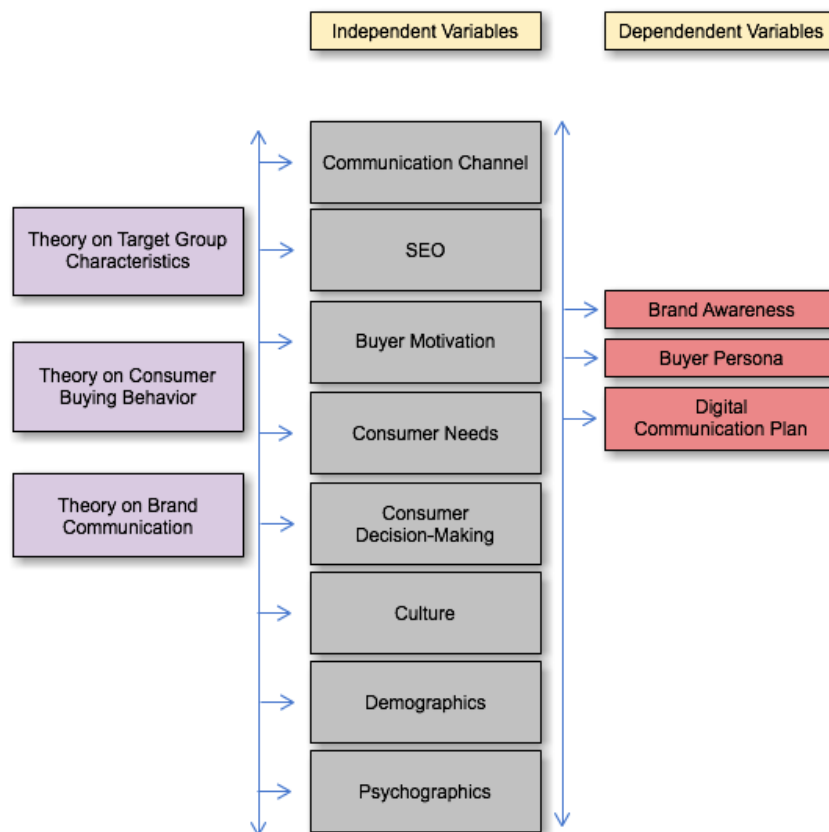 Independent Variables
Dependendent Variables
Communication Channel
Theory on Target Group
Characteristics
SEO
Brand Awareness
Buyer Motivation
Buyer Persona
Theory on Consumer
Buying Behavior
Digital
Communication Plan
Consumer Needs
Theory on Brand
Communication
Consumer
Decision-Making
Culture
Demographics
Psychographics